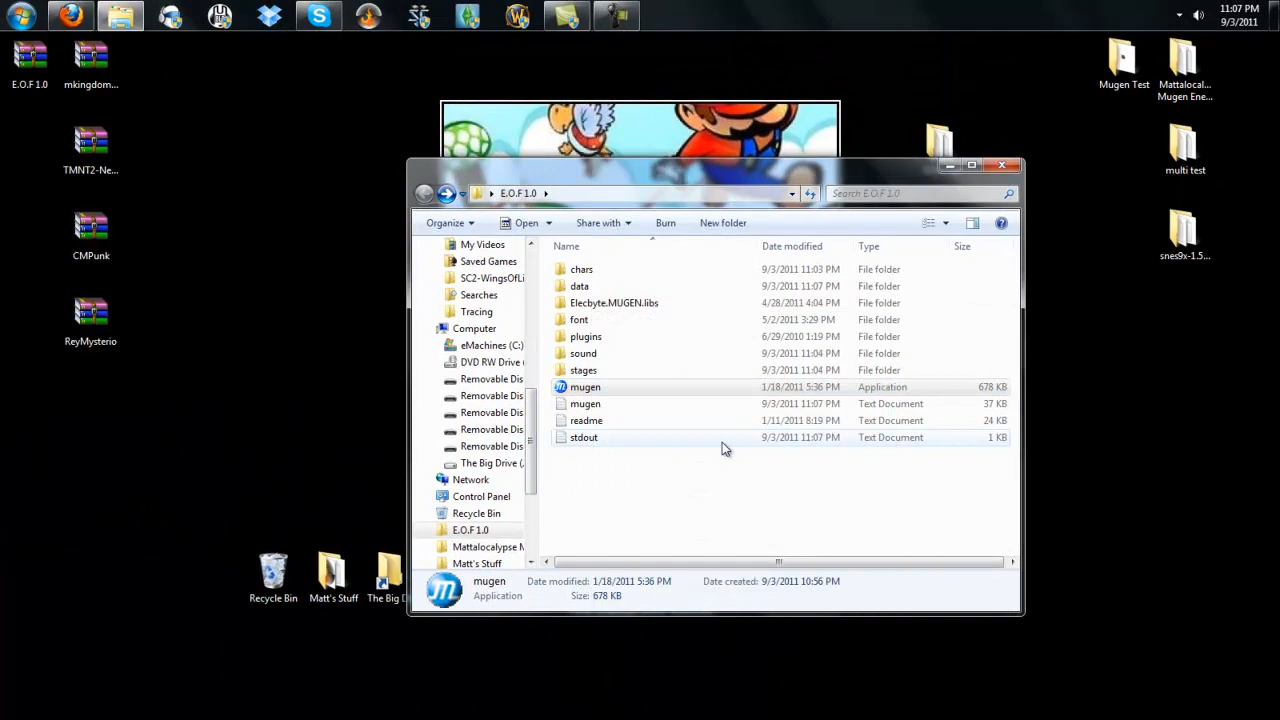 11:07 PM
9/3/2011
E.O.F 1.0
mkingdom...
TMNT2-Ne...
CMPunk
ReyMysterio
Mugen Test
Mattalocal...
Mugen Ene...
multi test
snes9x-1.5...
E.O.F 1.0
Search E.O.F 1.0
Organize
Open
Share with
Burn
New folder
Name
Date modified
Type
Size
My Videos
Saved Games
SC2-WingsOfLi
Searches
Tracing
Computer
eMachines (C:)
DVD RW Drive (
Removable Dis
Removable Dis
Removable Dis
Removable Dis
Removable Dis
The Big Drive (
Network
Control Panel
Recycle Bin
E.O.F 1.0
Mattalocalypse M
Matt's Stuff
chars 9/3/2011 11:03 PM File folder
data 9/3/2011 11:07 PM File folder
Elecbyte.MUGEN.libs 4/28/2011 4:04 PM File folder
font 5/2/2011 3:29 PM File folder
plugins 6/29/2010 1:19 PM File folder
sound 9/3/2011 11:04 PM File folder
stages 9/3/2011 11:04 PM File folder
mugen 1/18/2011 5:36 PM Application 678 KB
mugen 9/3/2011 11:07 PM Text Document 37 KB
readme 1/11/2011 8:19 PM Text Document 24 KB
stdout 9/3/2011 11:07 PM Text Document 1 KB
mugen Date modified: 1/18/2011 5:36 PM Date created: 9/3/2011 10:56 PM
Application Size: 678 KB
Recycle Bin
Matt's Stuff
The Big